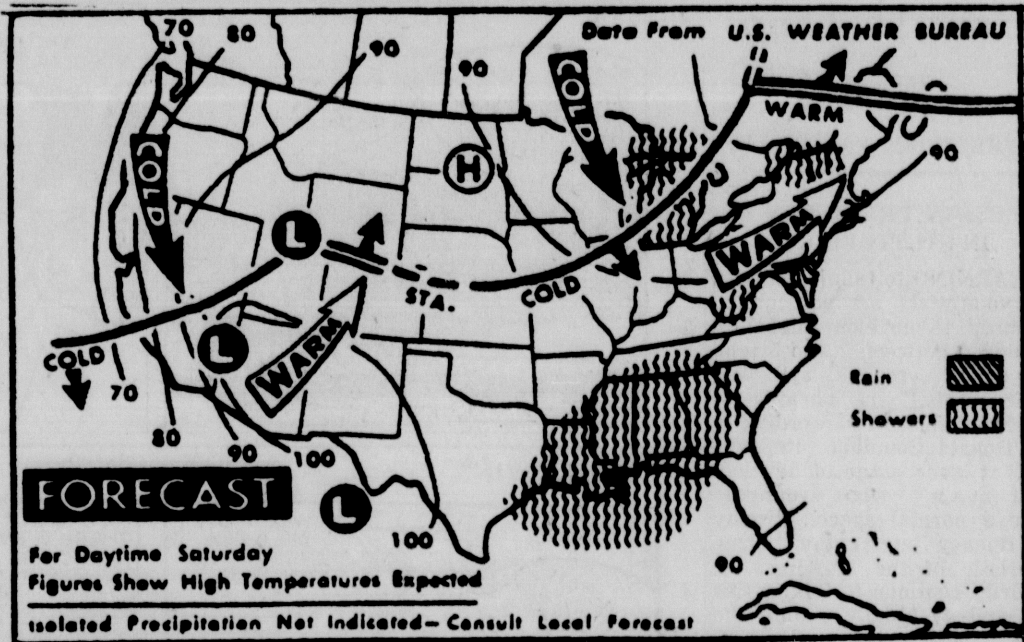 70 80 90 90
Data From U.S. WEATHER BUREAU
COLD
WARM
90
COLD
H
WARM
L
STA.
COLD
COLD
L
WARM
70
80
90
100
Rain
Showers
FORECAST
L
100
90
For Daytime Saturday
Figures Show High Temperatures Expected
Isolated Precipitation Not Indicated— Consult Local Forecast